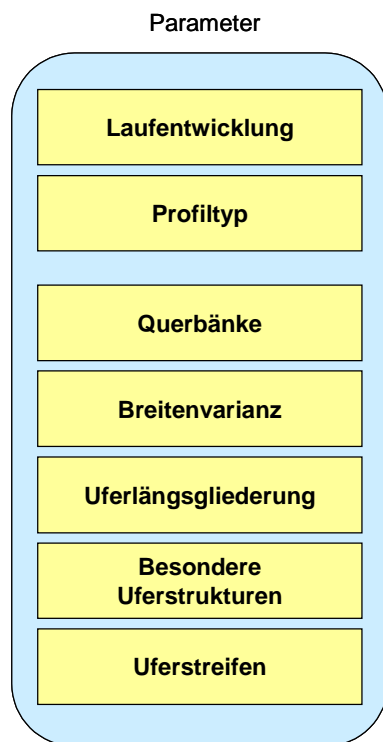 Parameter
Laufentwicklung
Profiltyp
Querbänke
Breitenvarianz
Uferlängsgliederung
Besondere
Uferstrukturen
Uferstreifen